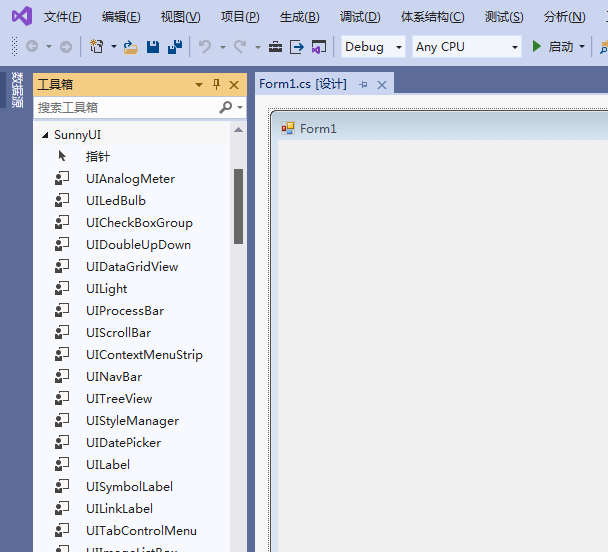 文件(F) 编辑(E) 视图(V) 项目(P) 生成(B) 调试(D) 体系结构(C) 测试(S) 分析(N)
Debug Any CPU 启动
数据源
工具箱
Form1.cs [设计]
搜索工具箱
SunnyUI
Form1
指针
UIAnalogMeter
UILedBulb
UICheckBoxGroup
UIDoubleUpDown
UIDataGridView
UILight
UIProcessBar
UIScrollBar
UIContextMenuStrip
UINavBar
UITreeView
UIStyleManager
UIDatePicker
UILabel
UISymbolLabel
UILinkLabel
UITabControlMenu
UIImageListBox